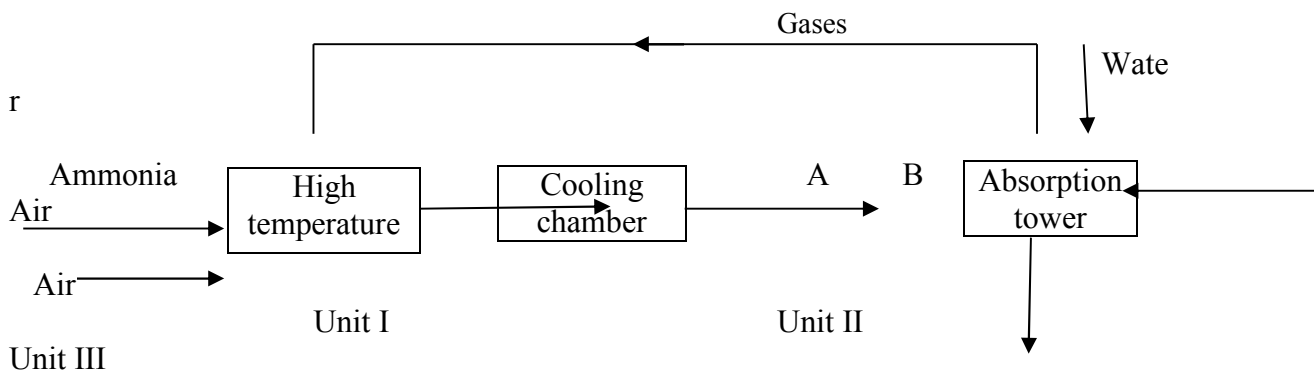 Gases
Wate
r
Ammonia
Air
High
temperature
Cooling
chamber
A B
Absorption
tower
Air
Unit I Unit II
Unit III